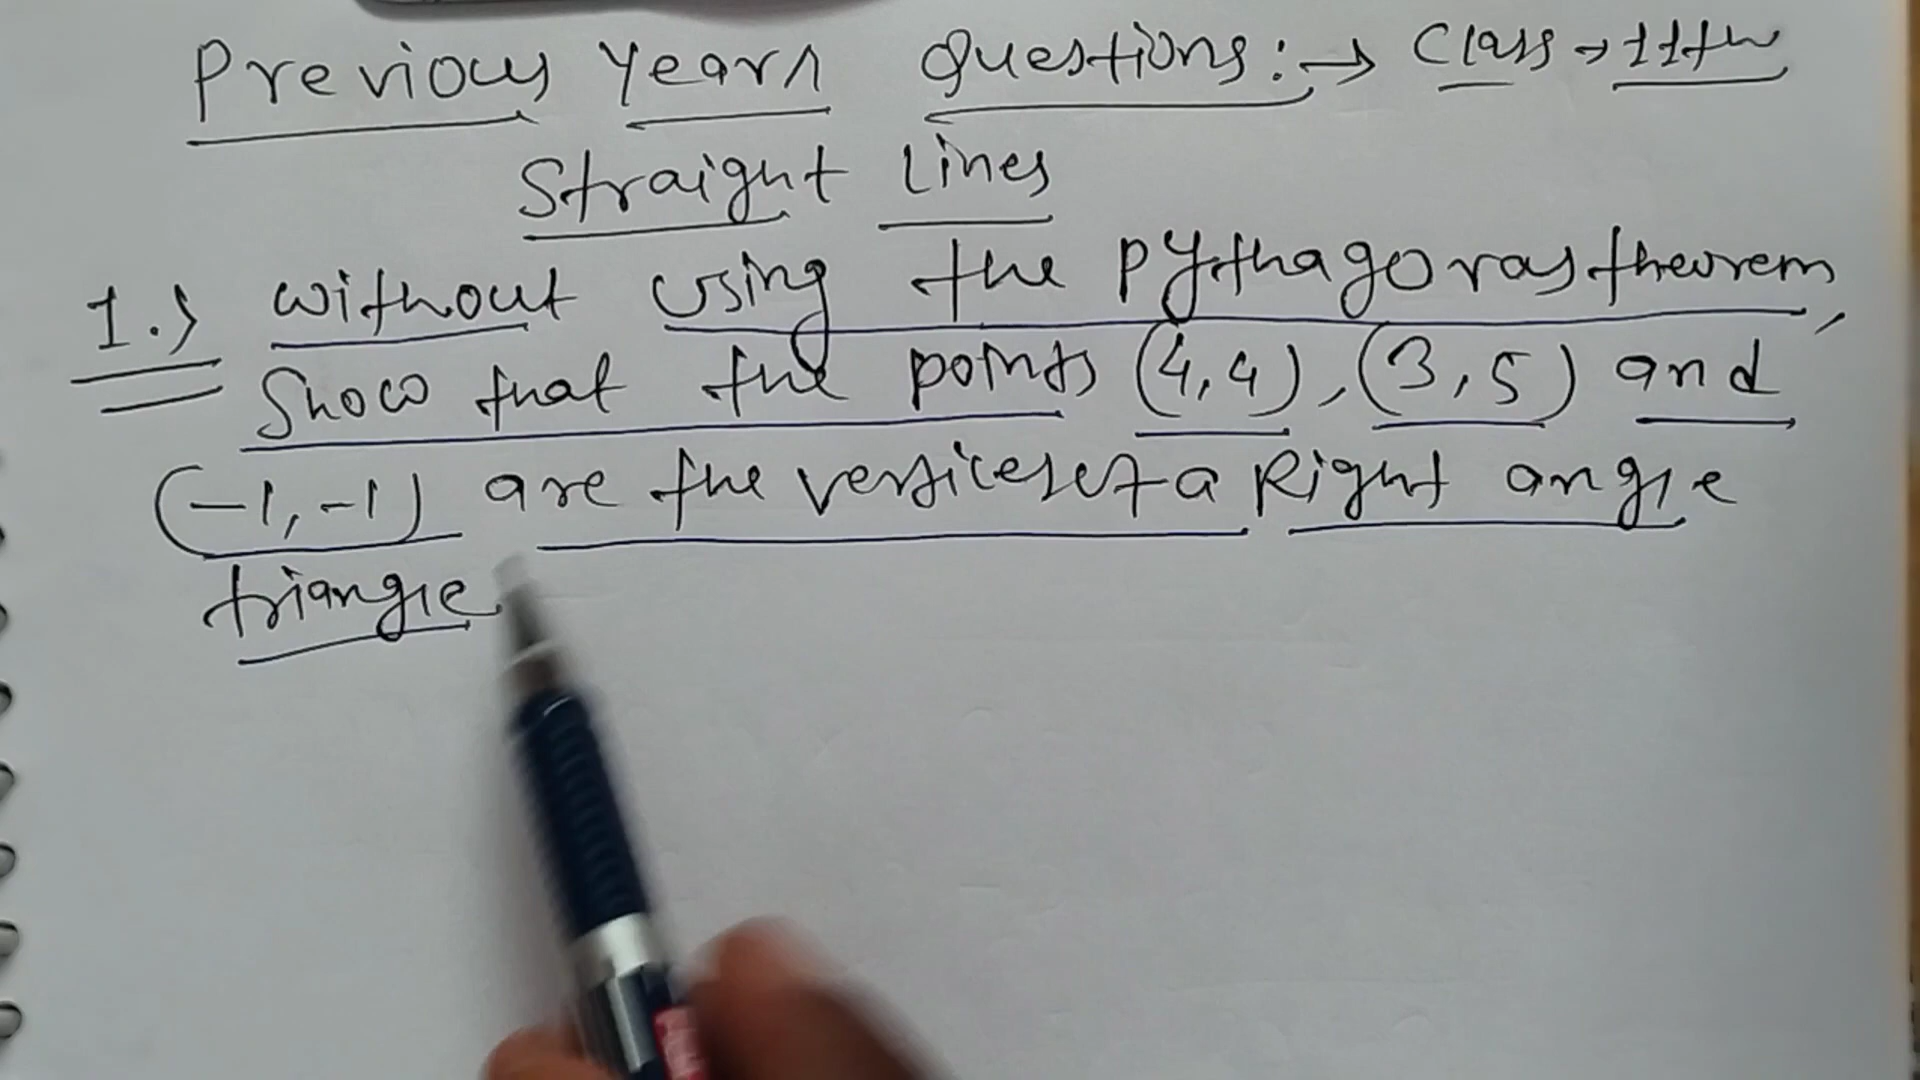 Previous Years Questions:→ Class → 11th
Straight Lines
1.) without using the pythagoras theorem,
Show that the points (4,4), (3,5) and
(-1,-1) are the vertices of a Right angle
triangle